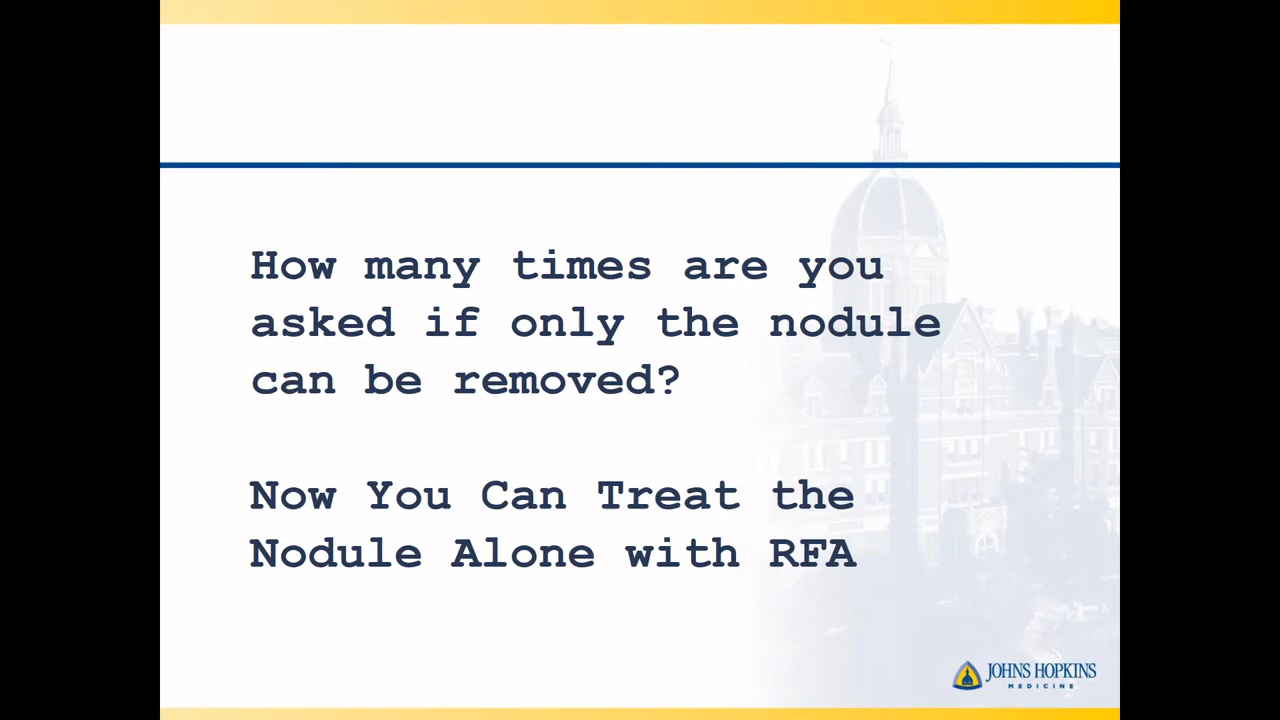 How many times are you
asked if only the nodule
can be removed?
Now You Can Treat the
Nodule Alone with RFA
JOHNS HOPKINS
MEDICINE